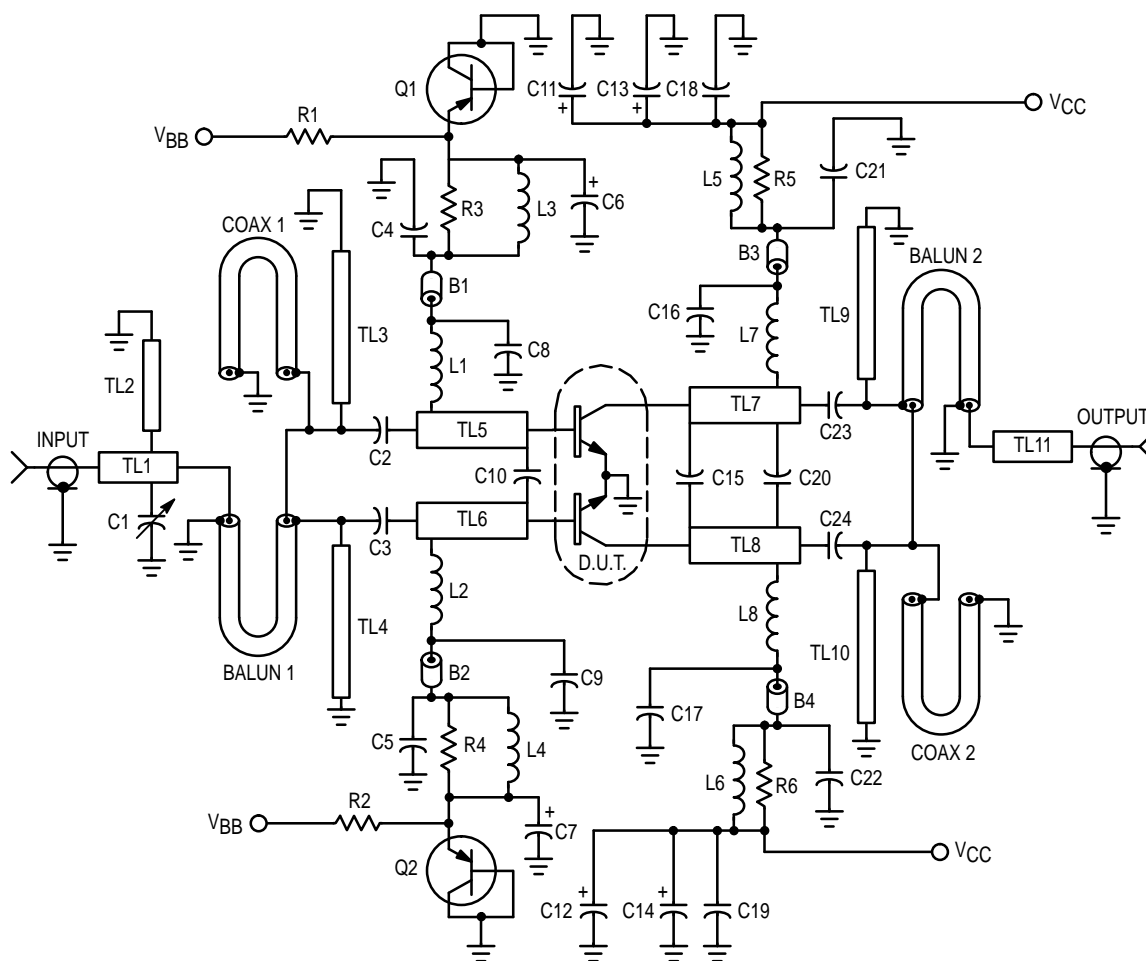 Q1
C11
C13
C18
VCC
R1
VBB
L5
R5
C21
R3
L3
C6
C4
COAX 1
B1
B3
BALUN 2
C16
L7
TL9
TL3
C8
L1
TL2
TL7
OUTPUT
INPUT
TL5
C23
TL1
C2
C10
C15
C20
TL11
C1
TL6
C24
TL8
C3
D.U.T.
L2
L8
TL4
TL10
BALUN 1
B2
C9
B4
C17
C5
R4
L4
COAX 2
L6
R6
C22
R2
VBB
C7
VCC
Q2
C12
C14
C19